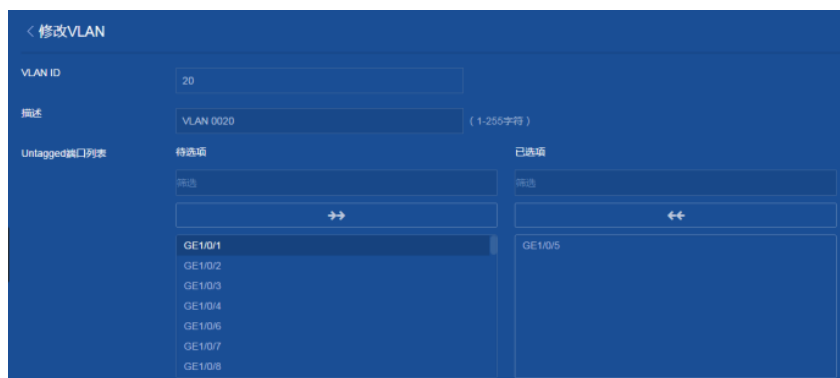 <修改VLAN
VLAN ID
20
描述
VLAN 0020
(1-255字符)
Untagged端口列表
待选项
已选项
筛选
筛选
GE1/0/1
GE1/0/5
GE1/0/2
GE1/0/3
GE1/0/4
GE1/0/6
GE1/0/7
GE1/0/8